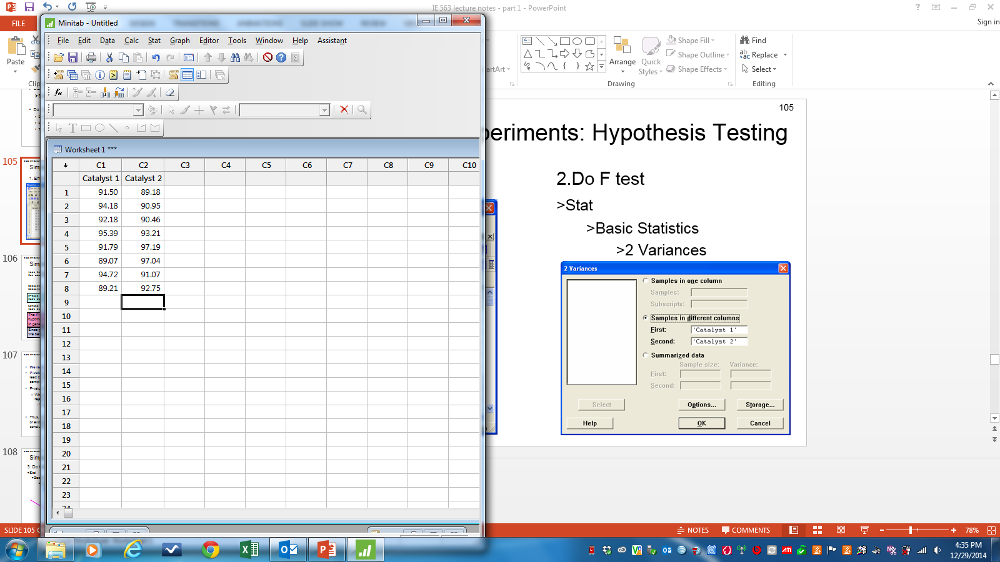 IE 563 lecture notes - part 1 - PowerPoint
Sign in
FILE
Minitab - Untitled
File Edit Data Calc Stat Graph Editor Tools Window Help Assistant
Paste
Worksheet 1 ***
C1 C2 C3 C4 C5 C6 C7 C8 C9 C10
Catalyst 1 Catalyst 2
1 91.50 89.18
2 94.18 90.95
3 92.18 90.46
4 95.39 93.21
5 91.79 97.19
6 89.07 97.04
7 94.72 91.07
8 89.21 92.75
9
10
11
12
13
14
15
16
17
18
19
20
21
22
23
Arrange
Quick Styles
Shape Fill
Shape Outline
Shape Effects
Drawing
Find
Replace
Select
Editing
105
106
107
108
105
periments: Hypothesis Testing
2.Do F test
>Stat
>Basic Statistics
>2 Variances
2 Variances
Samples in one column
Samples:
Subscripts:
Samples in different columns
First: 'Catalyst 1'
Second: 'Catalyst 2'
Summarized data
Sample size: Variance:
First:
Second:
Select
Options...
Storage...
Help
OK
Cancel
SLIDE 105
NOTES
COMMENTS
78%
4:35 PM
12/29/2014